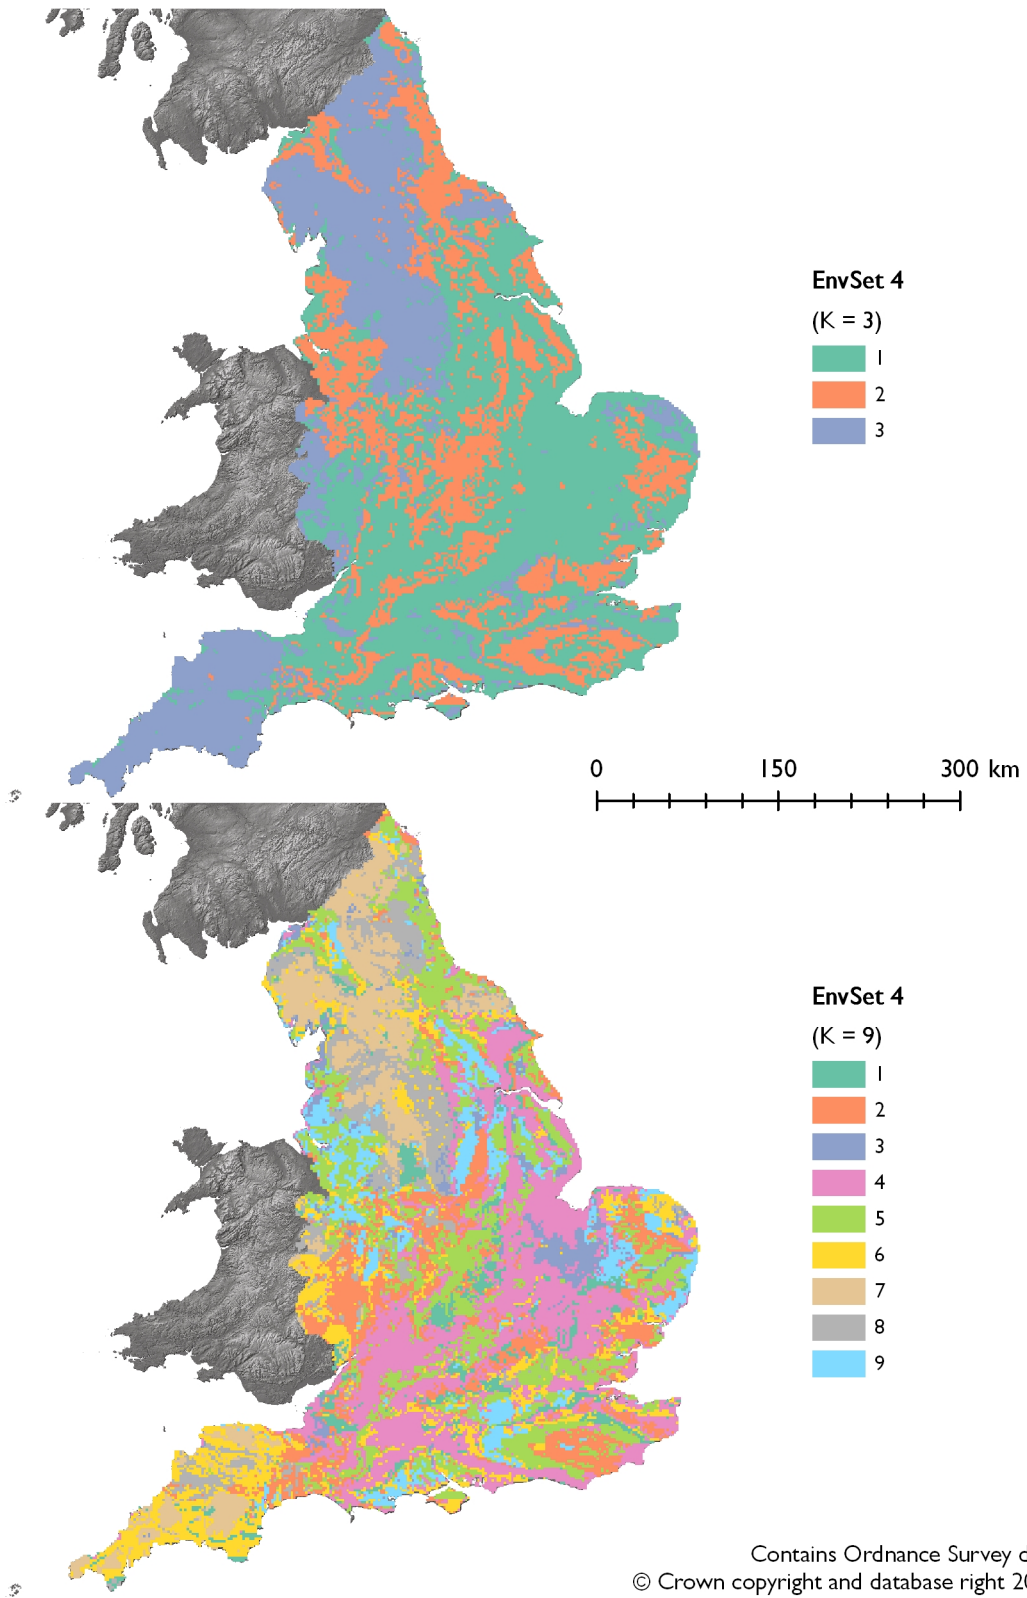 EnvSet 4
(K = 3)
1
2
3
0 150 300 km
EnvSet 4
(K = 9)
1
2
3
4
5
6
7
8
9
Contains Ordnance Survey
© Crown copyright and database right